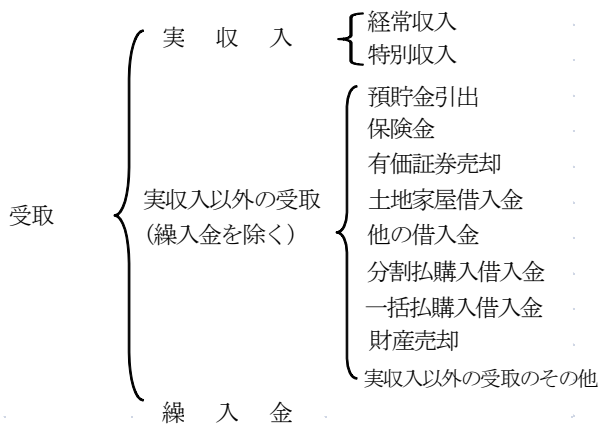 実収入
経常収入
特別収入
預貯金引出
保険金
有価証券売却
受取
実収入以外の受取
(繰入金を除く)
土地家屋借入金
他の借入金
分割払購入借入金
一括払購入借入金
財産売却
実収入以外の受取のその他
繰入金